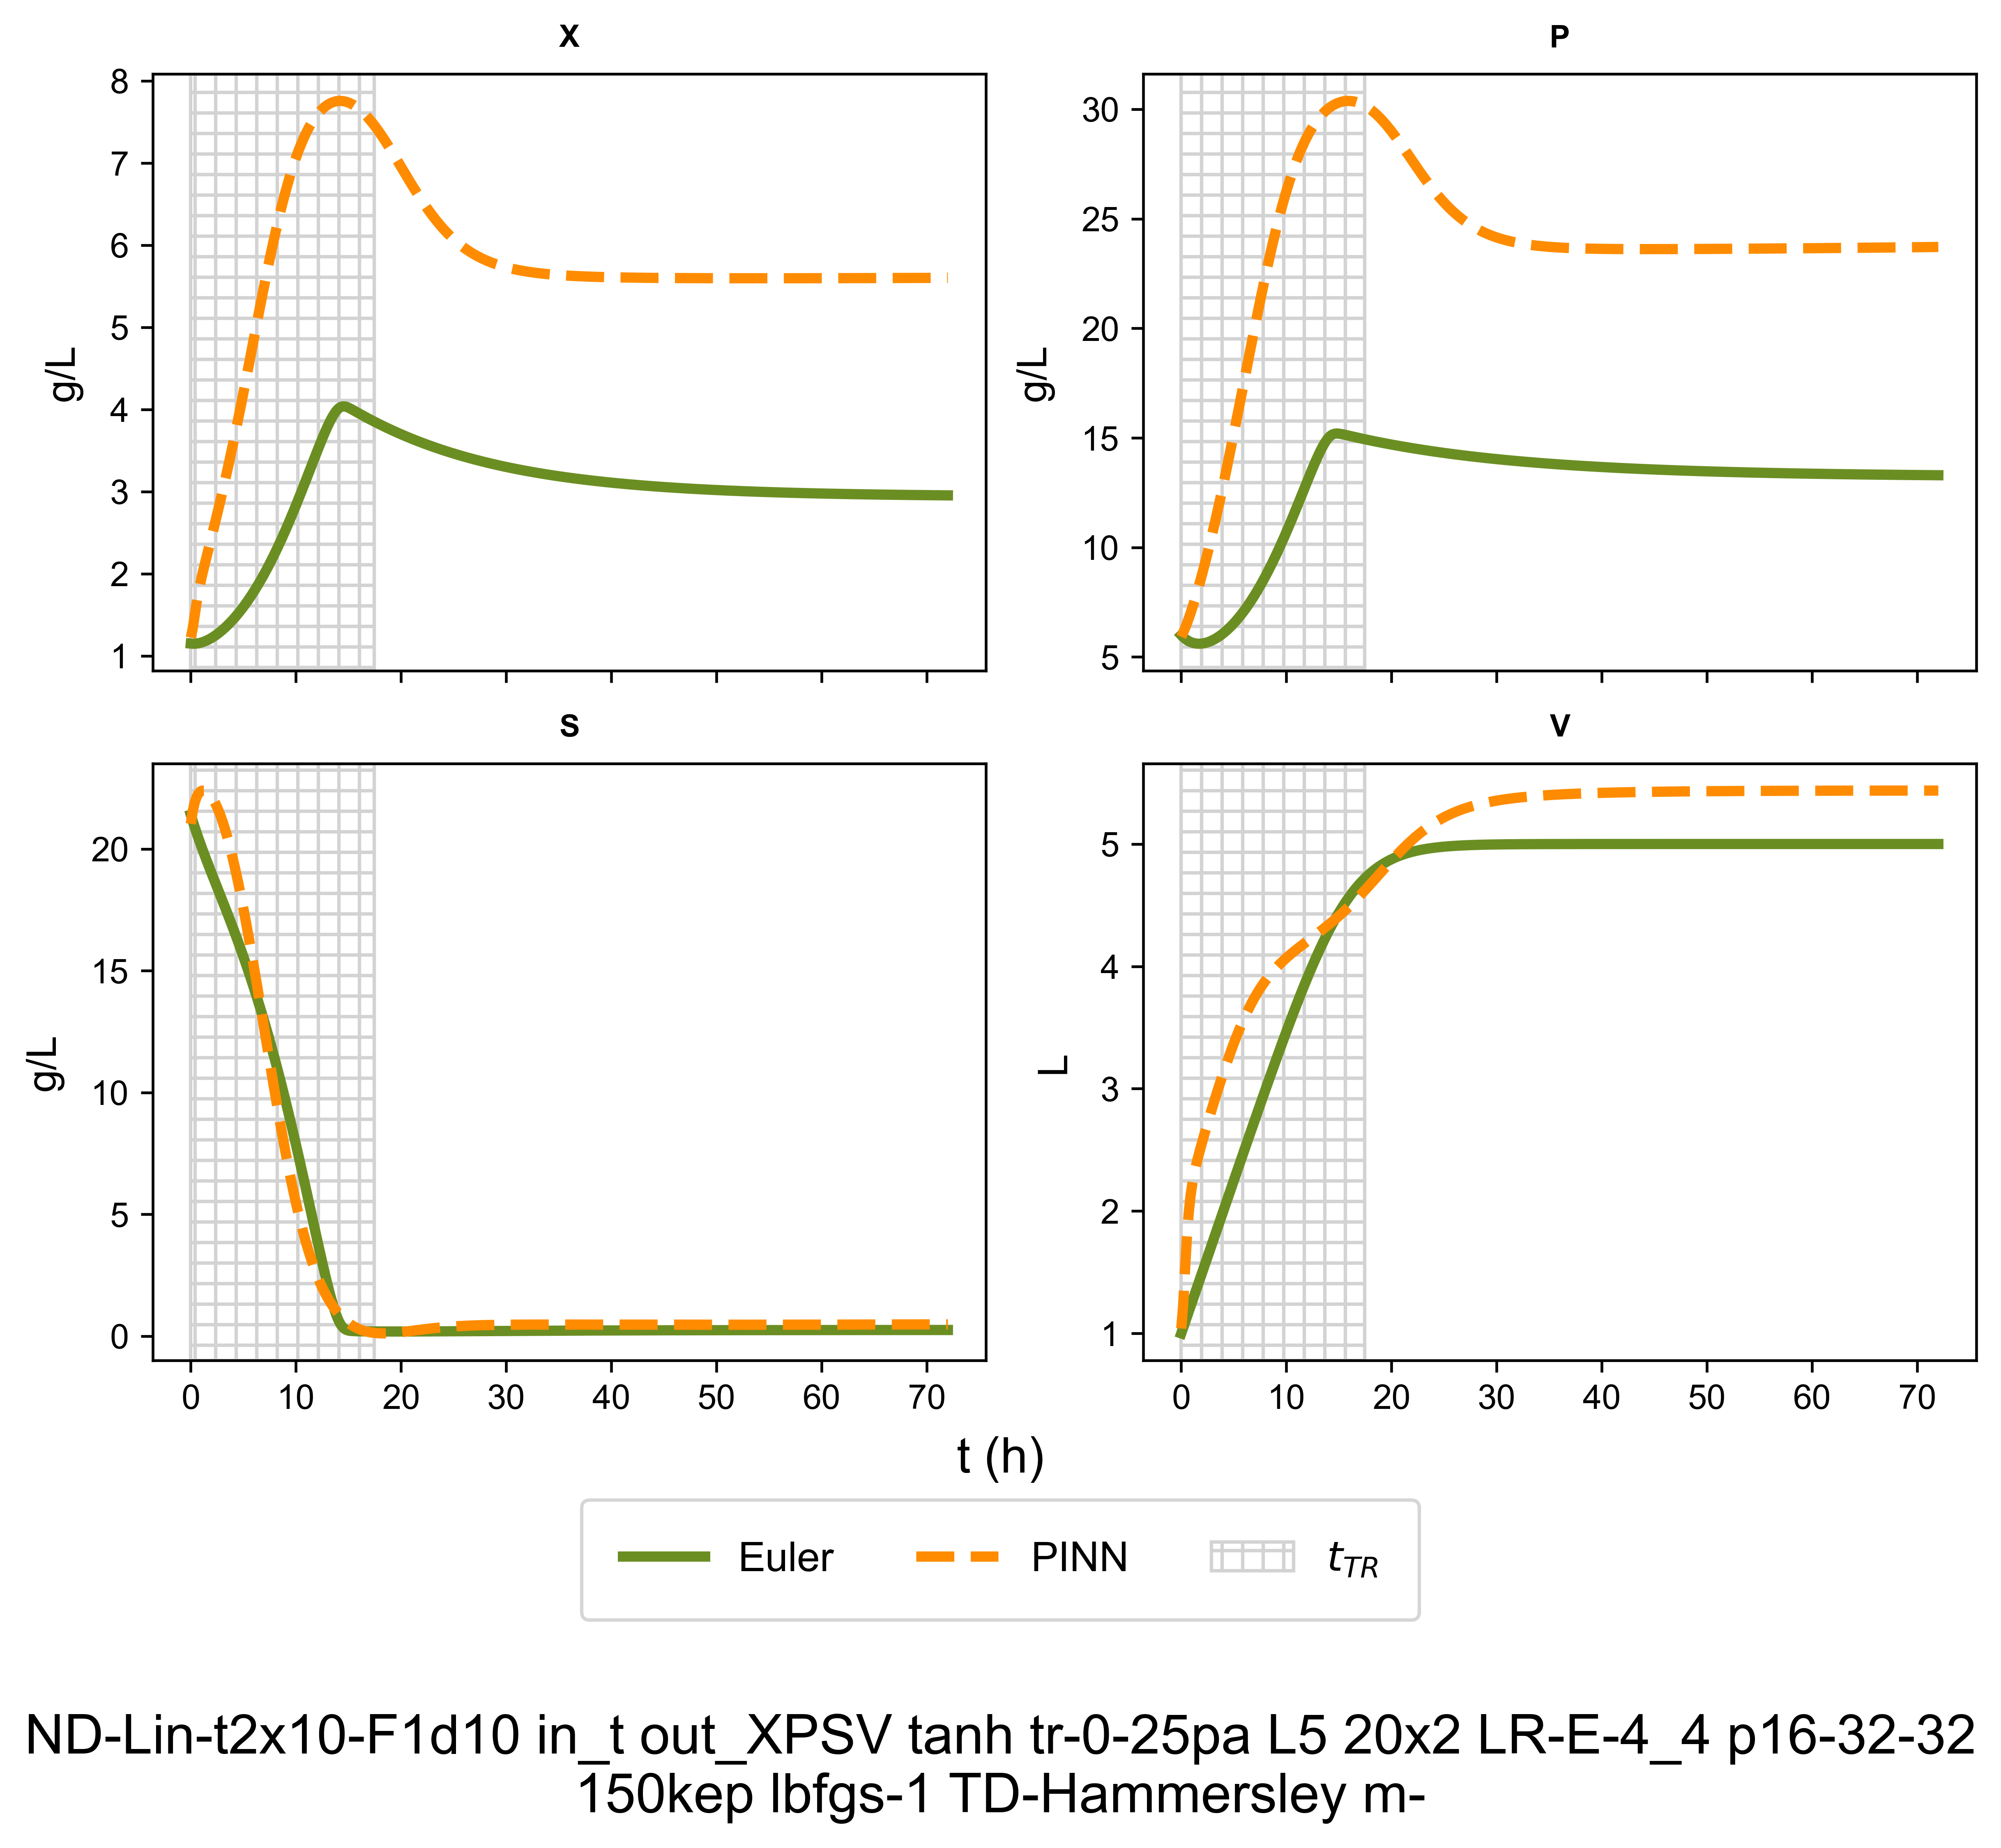 X
P
8
7
6
5
4
3
2
1
g/L
30
25
20
15
10
5
g/L
S
V
20
15
10
5
0
g/L
5
4
3
2
1
L
0 10 20 30 40 50 60 70
0 10 20 30 40 50 60 70
t (h)
Euler PINN t_TR
ND-Lin-t2x10-F1d10 in_t out_XPSV tanh tr-0-25pa L5 20x2 LR-E-4_4 p16-32-32
150kep lbfgs-1 TD-Hammersley m-